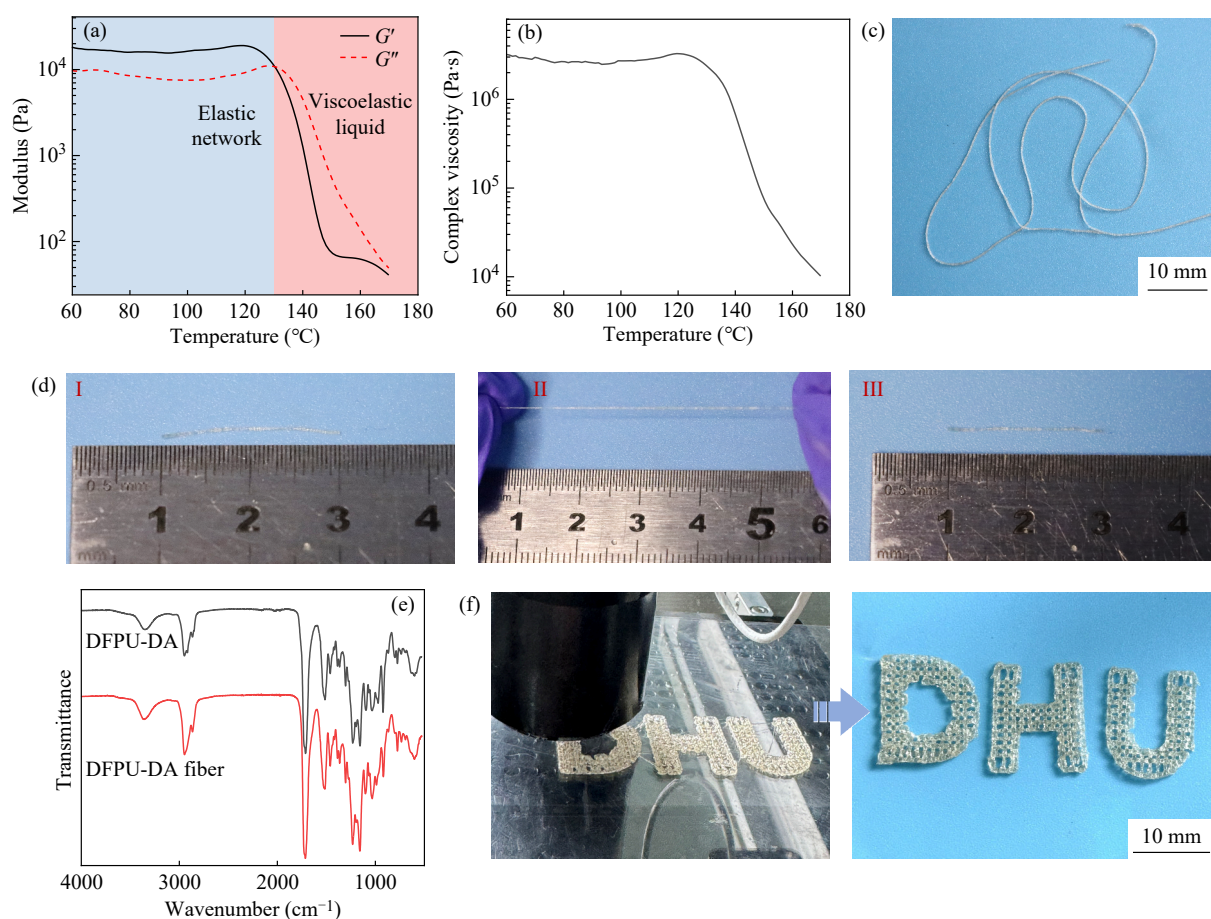 (a)
G′
G″
Elastic
network
Viscoelastic
liquid
Modulus (Pa)
10⁴
10³
10²
60 80 100 120 140 160 180
Temperature (°C)
(b)
Complex viscosity (Pa·s)
10⁶
10⁵
10⁴
60 80 100 120 140 160 180
Temperature (°C)
(c)
10 mm
(d)
I
0.5 mm
1 2 3 4
mm
II
1 2 3 4 5 6
III
0.5 mm
1 2 3 4
mm
(e)
DFPU-DA
DFPU-DA fiber
Transmittance
4000 3000 2000 1000
Wavenumber (cm⁻¹)
(f)
DHU
DHU
10 mm